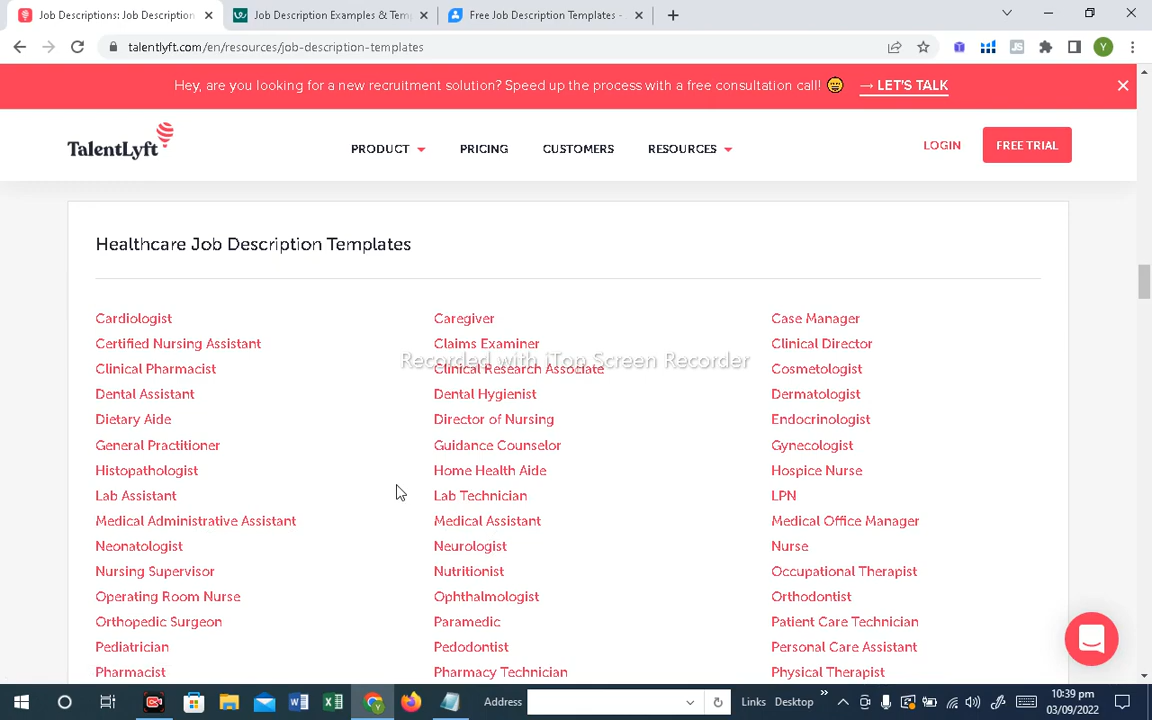 Job Descriptions: Job Description
Job Description Examples & Temp
Free Job Description Templates -
talentlyft.com/en/resources/job-description-templates
JS
Y
Hey, are you looking for a new recruitment solution? Speed up the process with a free consultation call! → LET'S TALK
TalentLyft
PRODUCT
PRICING
CUSTOMERS
RESOURCES
LOGIN
FREE TRIAL
Healthcare Job Description Templates
Cardiologist Caregiver Case Manager
Certified Nursing Assistant Claims Examiner Clinical Director
Recorded with iTop Screen Recorder
Clinical Pharmacist Clinical Research Associate Cosmetologist
Dental Assistant Dental Hygienist Dermatologist
Dietary Aide Director of Nursing Endocrinologist
General Practitioner Guidance Counselor Gynecologist
Histopathologist Home Health Aide Hospice Nurse
Lab Assistant Lab Technician LPN
Medical Administrative Assistant Medical Assistant Medical Office Manager
Neonatologist Neurologist Nurse
Nursing Supervisor Nutritionist Occupational Therapist
Operating Room Nurse Ophthalmologist Orthodontist
Orthopedic Surgeon Paramedic Patient Care Technician
Pediatrician Pedodontist Personal Care Assistant
Pharmacist Pharmacy Technician Physical Therapist
Address
Links
Desktop
10:39 pm
03/09/2022